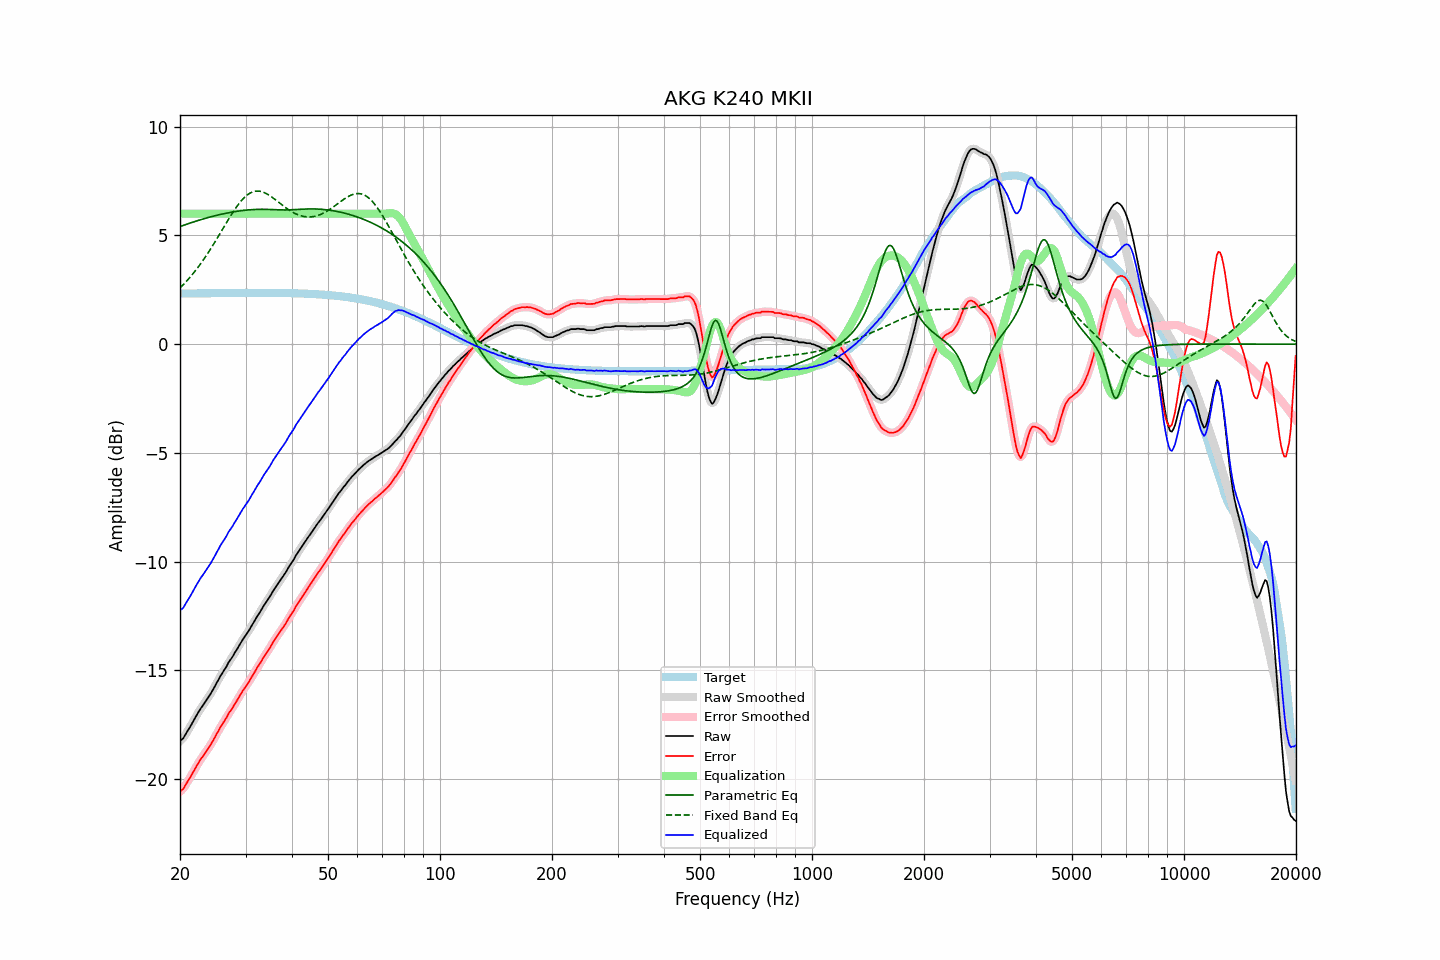 AKG K240 MKII
10
5
0
−5
−10
−15
−20
Amplitude (dBr)
Target
Raw Smoothed
Error Smoothed
Raw
Error
Equalization
Parametric Eq
Fixed Band Eq
Equalized
20 50 100 200 500 1000 2000 5000 10000 20000
Frequency (Hz)